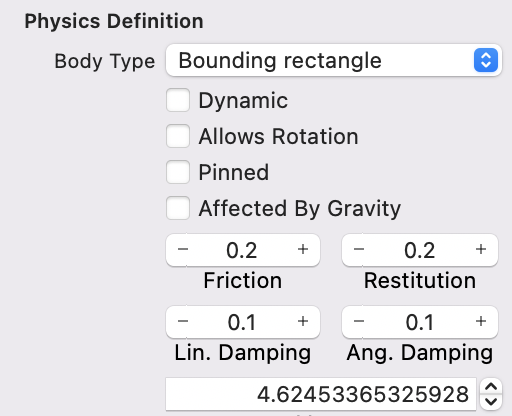 Physics Definition
Body Type Bounding rectangle
Dynamic
Allows Rotation
Pinned
Affected By Gravity
− 0.2 + − 0.2 +
Friction Restitution
− 0.1 + − 0.1 +
Lin. Damping Ang. Damping
4.62453365325928